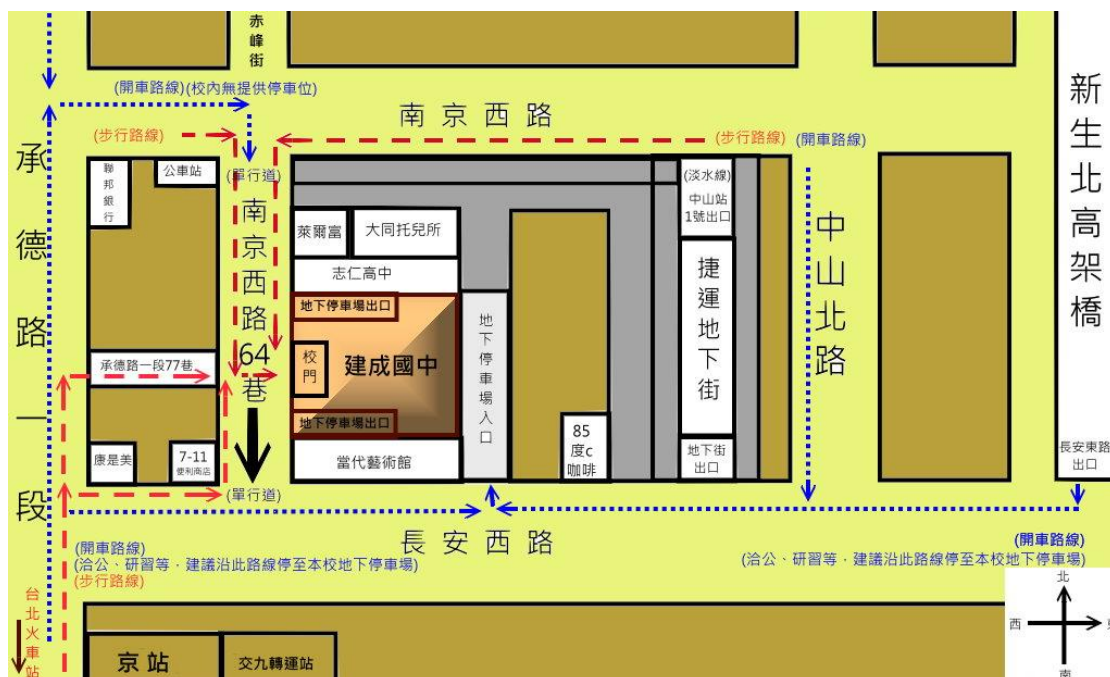 赤峰街
(開車路線)(校內無提供停車位)
南京西路
(步行路線)
(步行路線)
(開車路線)
新生北高架橋
承德路一段
聯邦銀行
公車站
(單行道)
南京西路64巷
(單行道)
萊爾富
大同托兒所
志仁高中
地下停車場出口
校門
建成國中
地下停車場出口
當代藝術館
地下停車場入口
85度c咖啡
(淡水線)
中山站
1號出口
捷運地下街
地下街
出口
中山北路
承德路一段77巷
康是美
7-11
便利商店
長安東路
出口
長安西路
(開車路線)
(洽公、研習等，建議沿此路線停至本校地下停車場)
(步行路線)
(開車路線)
(洽公、研習等，建議沿此路線停至本校地下停車場)
台北火車站
京站
交九轉運站
北
西
東
南